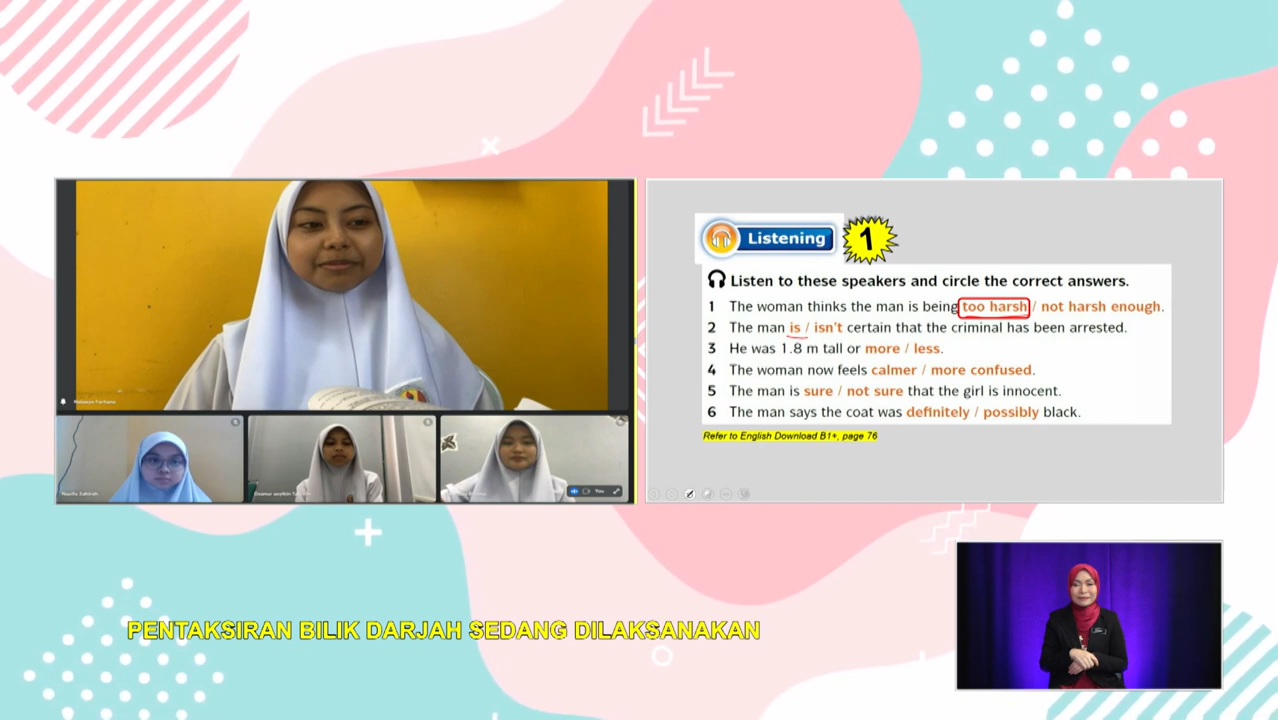 Listening 1
Listen to these speakers and circle the correct answers.
1 The woman thinks the man is being too harsh / not harsh enough.
2 The man is / isn't certain that the criminal has been arrested.
3 He was 1.8 m tall or more / less.
4 The woman now feels calmer / more confused.
5 The man is sure / not sure that the girl is innocent.
6 The man says the coat was definitely / possibly black.
Refer to English Download B1+, page 76
You
PENTAKSIRAN BILIK DARJAH SEDANG DILAKSANAKAN